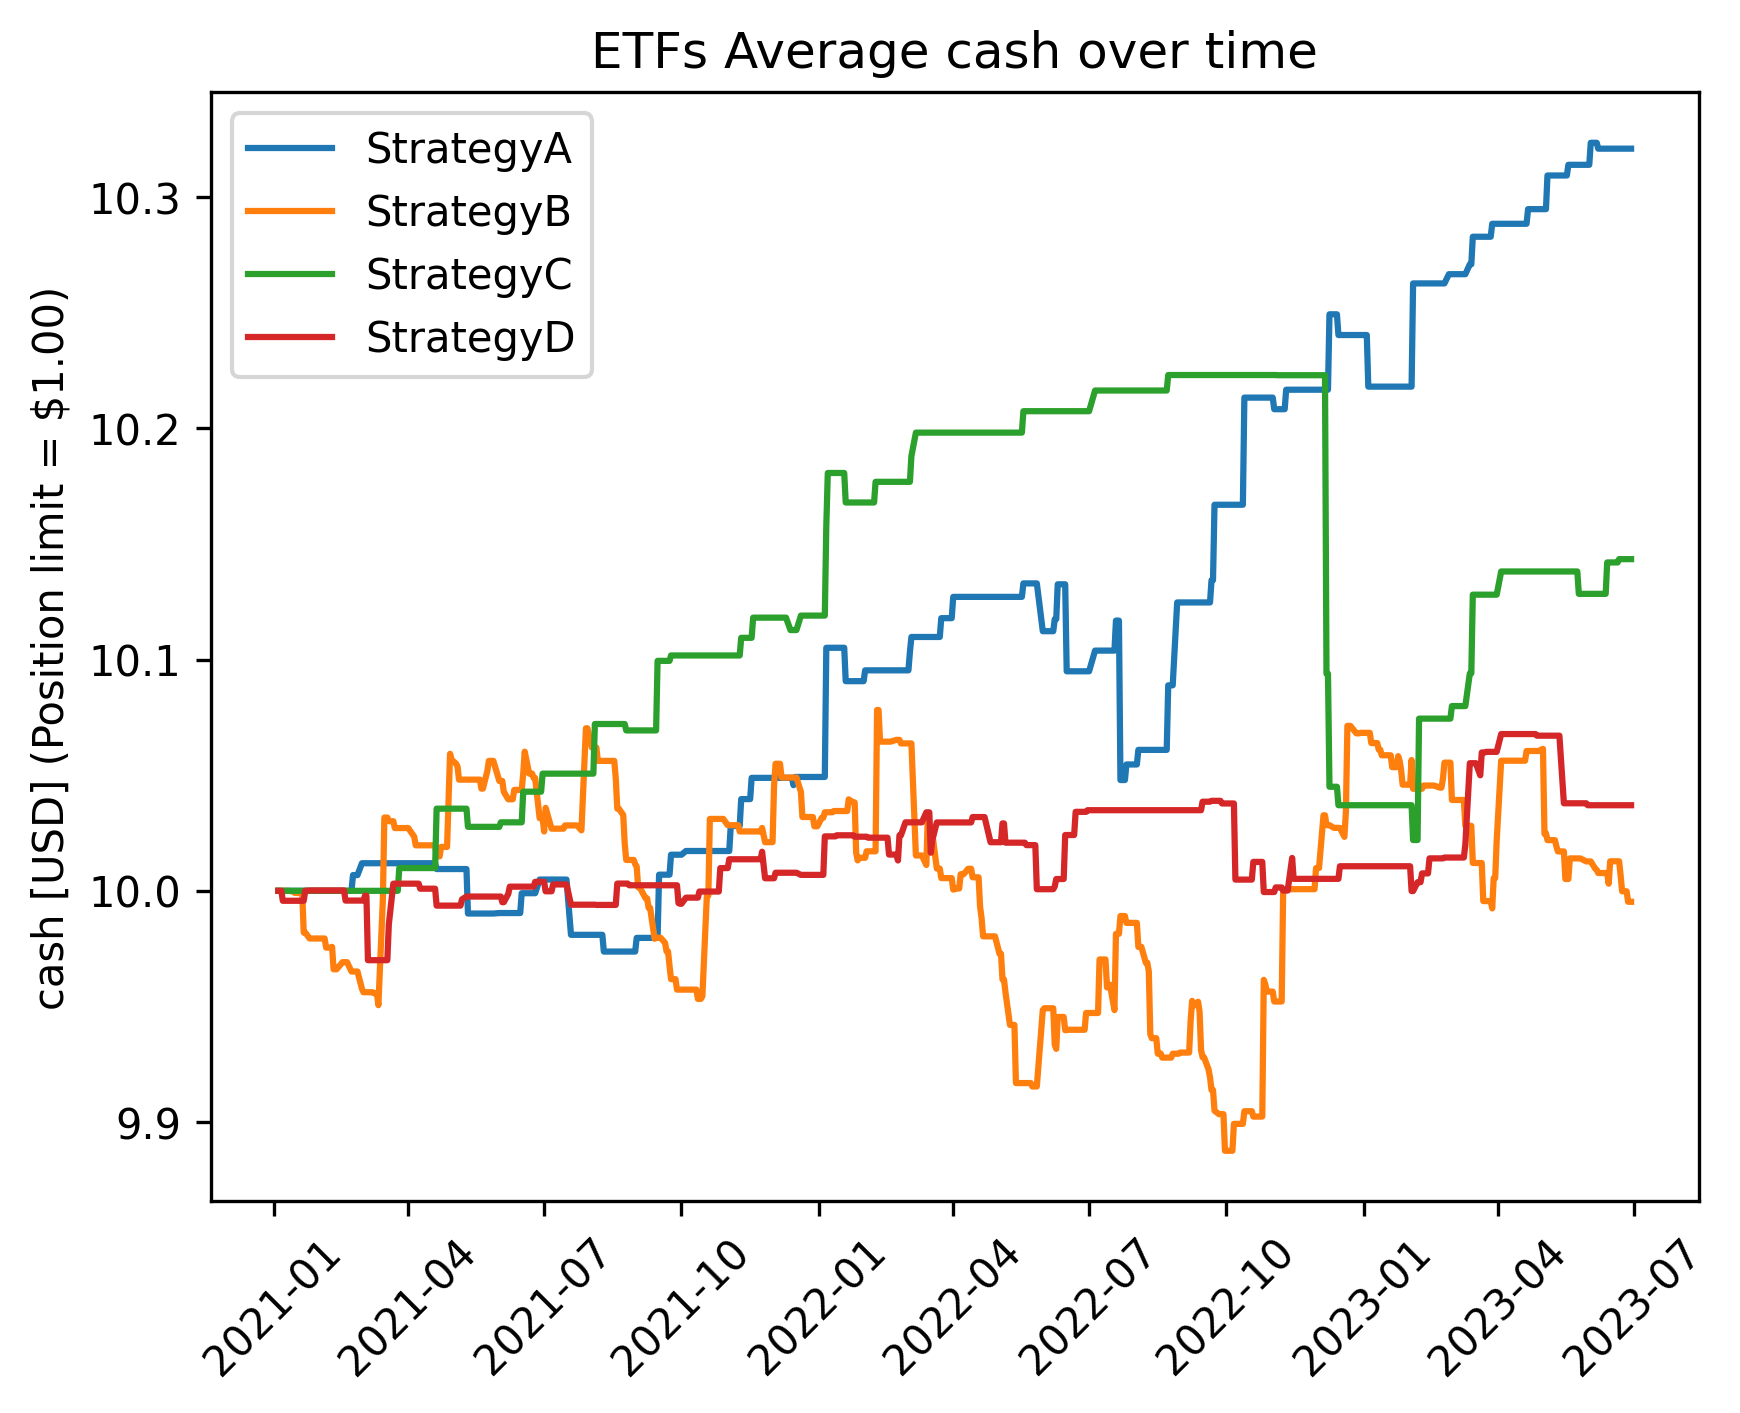 ETFs Average cash over time
StrategyA
StrategyB
StrategyC
StrategyD
cash [USD] (Position limit = $1.00)
10.3
10.2
10.1
10.0
9.9
2021-01
2021-04
2021-07
2021-10
2022-01
2022-04
2022-07
2022-10
2023-01
2023-04
2023-07